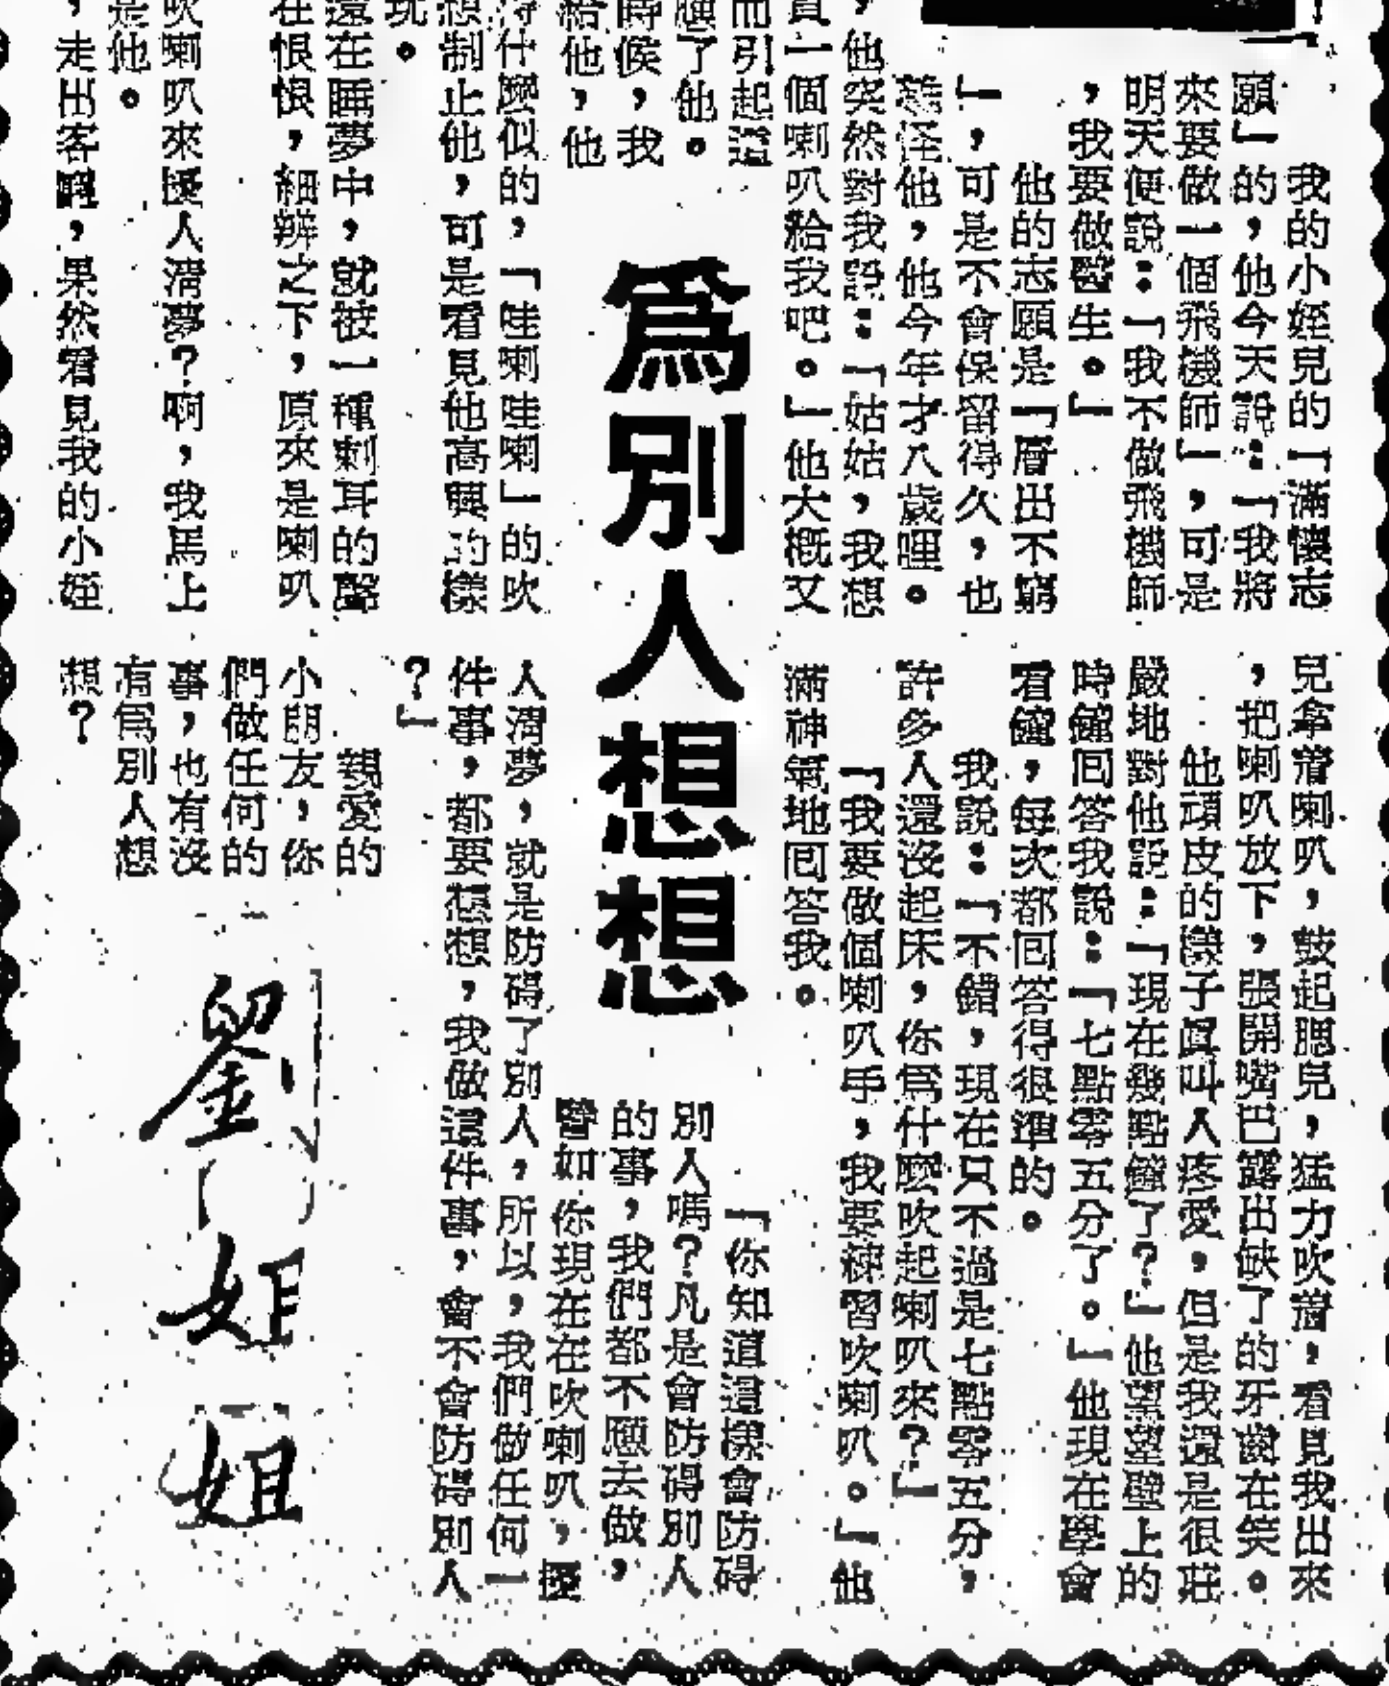 我的小姪兒的「滿懷志
願」的，他今天說：「我將
來要做一個飛機師」，可是
明天便說：「我不做飛機師
，我要做醫生。」
他的志願是「層出不窮
」，可是不會保留得久，也
難怪他，他今年才八歲哩。
，他突然對我說：「姑姑，我想
買一個喇叭給我吧。」他大概又
而引起這
應了他。
時候，我
給他，他
什麼似的，「哇喇哇喇」的吹
想制止他，可是看見他高興的樣
玩。
還在睡夢中，就被一種刺耳的聲
在恨恨，細辨之下，原來是喇叭
吹喇叭來擾人清夢？啊，我馬上
是他。
，走出客廳，果然看見我的小姪
為別人想想
兒拿着喇叭，鼓起腮兒，猛力吹着，看見我出來
，把喇叭放下，張開嘴巴露出缺了的牙齒在笑。
他頑皮的樣子眞叫人疼愛，但是我還是很莊
嚴地對他說：「現在幾點鐘了？」他望望壁上的
時鐘回答我說：「七點零五分了。」他現在學會
看鐘，每次都回答得很準的。
我說：「不錯，現在只不過是七點零五分，
許多人還沒起床，你爲什麼吹起喇叭來？」
「我要做個喇叭手，我要練習吹喇叭。」他
滿神氣地回答我。
「你知道這樣會防碍
別人嗎？凡是會防碍別人
的事，我們都不應去做，
譬如你現在在吹喇叭，擾
人清夢，就是防碍了別人，所以，我們做任何一
件事，都要想想，我做這件事，會不會防碍別人
？」
親愛的
小朋友，你
們做任何的
事，也有沒
有爲別人想
想？
劉姐姐